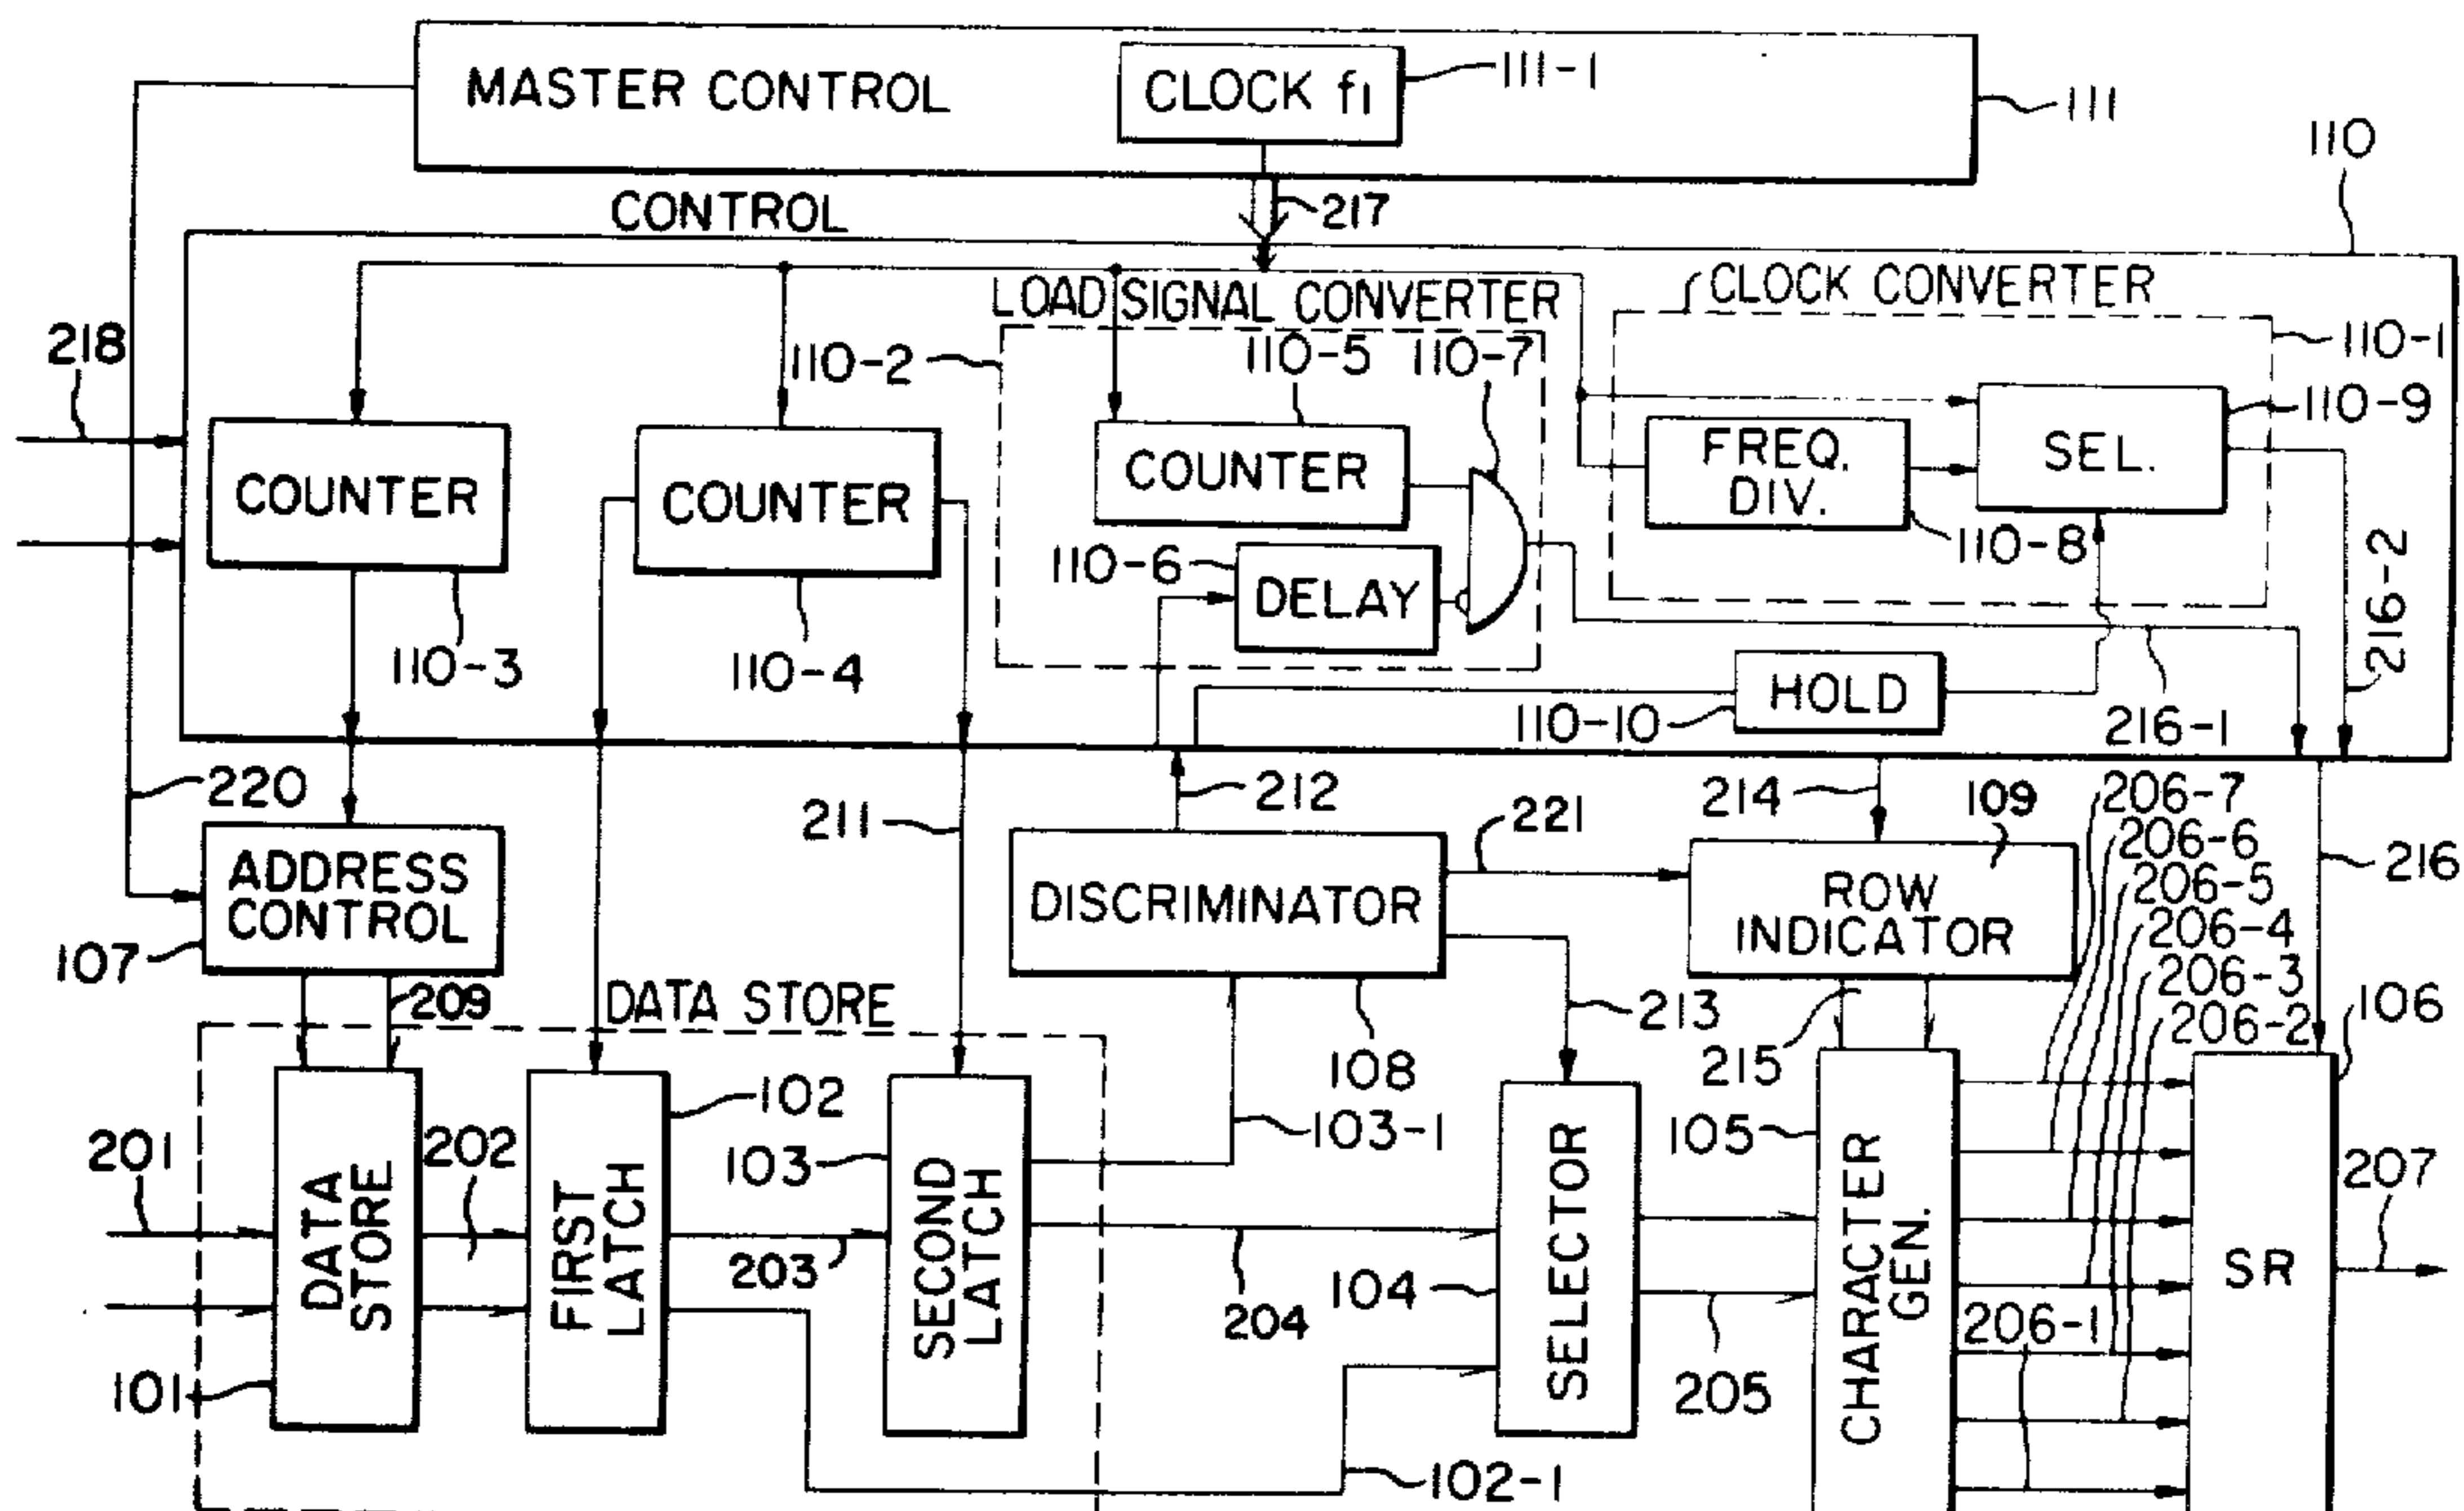 MASTER CONTROL
CLOCK f1
111-1
111
110
CONTROL
217
LOAD SIGNAL CONVERTER
CLOCK CONVERTER
218
110-2
110-5
110-7
110-1
110-9
COUNTER
COUNTER
COUNTER
FREQ.
DIV.
SEL.
110-6
DELAY
110-8
216-2
110-3
110-4
HOLD
110-10
216-1
220
211
212
221
214
109
206-7
206-6
206-5
206-4
206-3
206-2
216
ADDRESS
CONTROL
107
209
DISCRIMINATOR
ROW
INDICATOR
DATA STORE
213
106
108
215
102
103-1
105
201
202
103
207
DATA
STORE
FIRST
LATCH
203
SECOND
LATCH
204
104
SELECTOR
205
CHARACTER
GEN.
206-1
SR
101
102-1